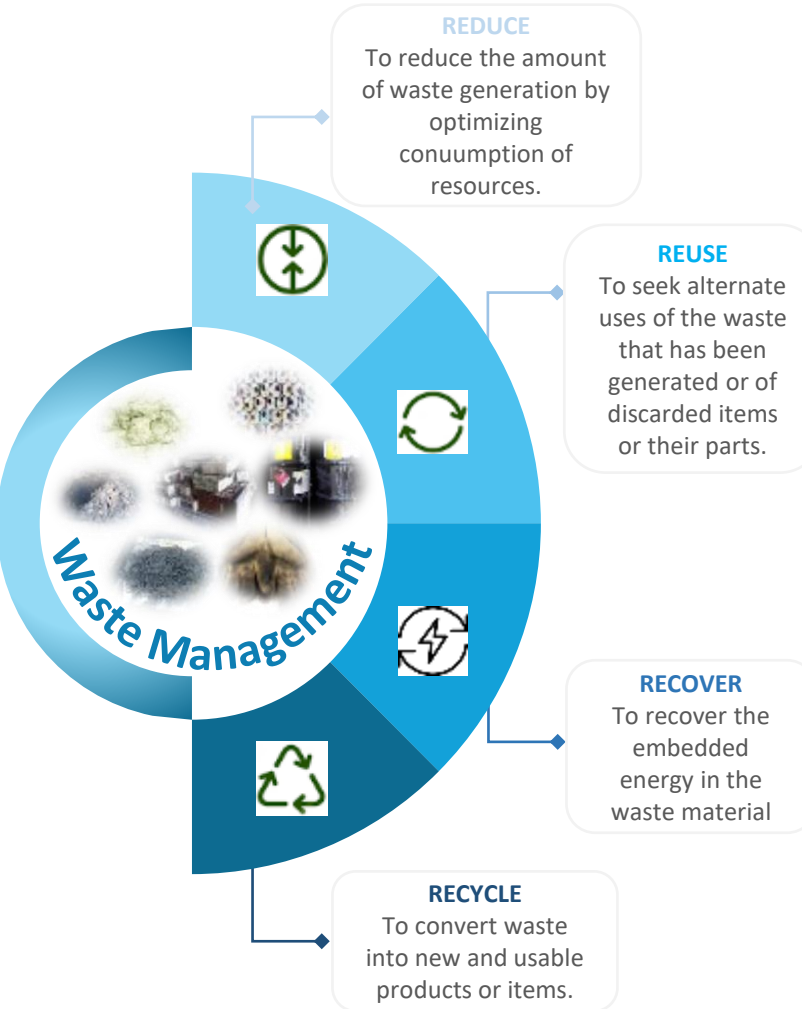 REDUCE
To reduce the amount
of waste generation by
optimizing
conuumption of
resources.
REUSE
To seek alternate
uses of the waste
that has been
generated or of
discarded items
or their parts.
Waste Management
RECOVER
To recover the
embedded
energy in the
waste material
RECYCLE
To convert waste
into new and usable
products or items.